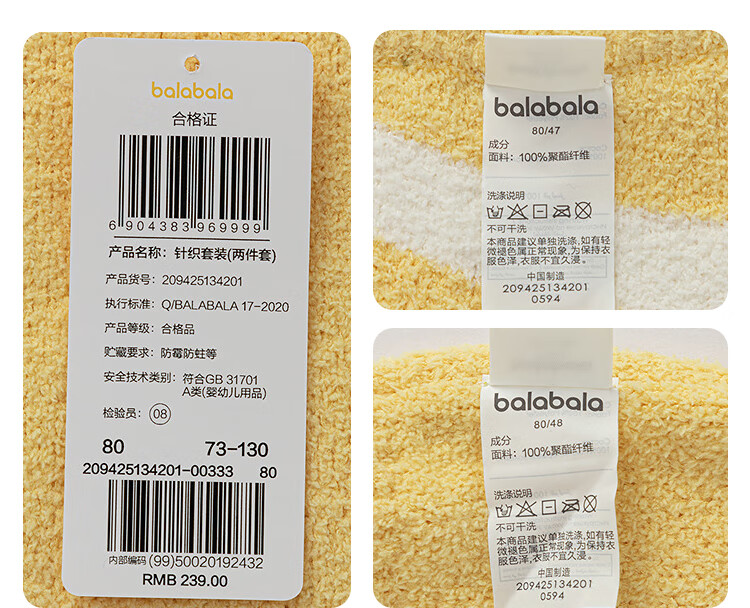 balabala
合格证
6 904383 969999
产品名称：针织套装(两件套)
产品货号：209425134201
执行标准：Q/BALABALA 17-2020
产品等级：合格品
贮藏要求：防霉防蛀等
安全技术类别：符合GB 31701
A类(婴幼儿用品)
检验员：08
80 73-130
209425134201-00333 80
内部编码 (99)50020192432
RMB 239.00
balabala
80/47
成分
面料：100%聚酯纤维
洗涤说明
不可干洗
本商品建议单独洗涤,如有轻
微褪色属正常现象,为保持衣
服色泽,衣服不宜久浸。
中国制造
209425134201
0594
balabala
80/48
成分
面料：100%聚酯纤维
洗涤说明
不可干洗
本商品建议单独洗涤,如有轻
微褪色属正常现象,为保持衣
服色泽,衣服不宜久浸。
中国制造
209425134201
0594